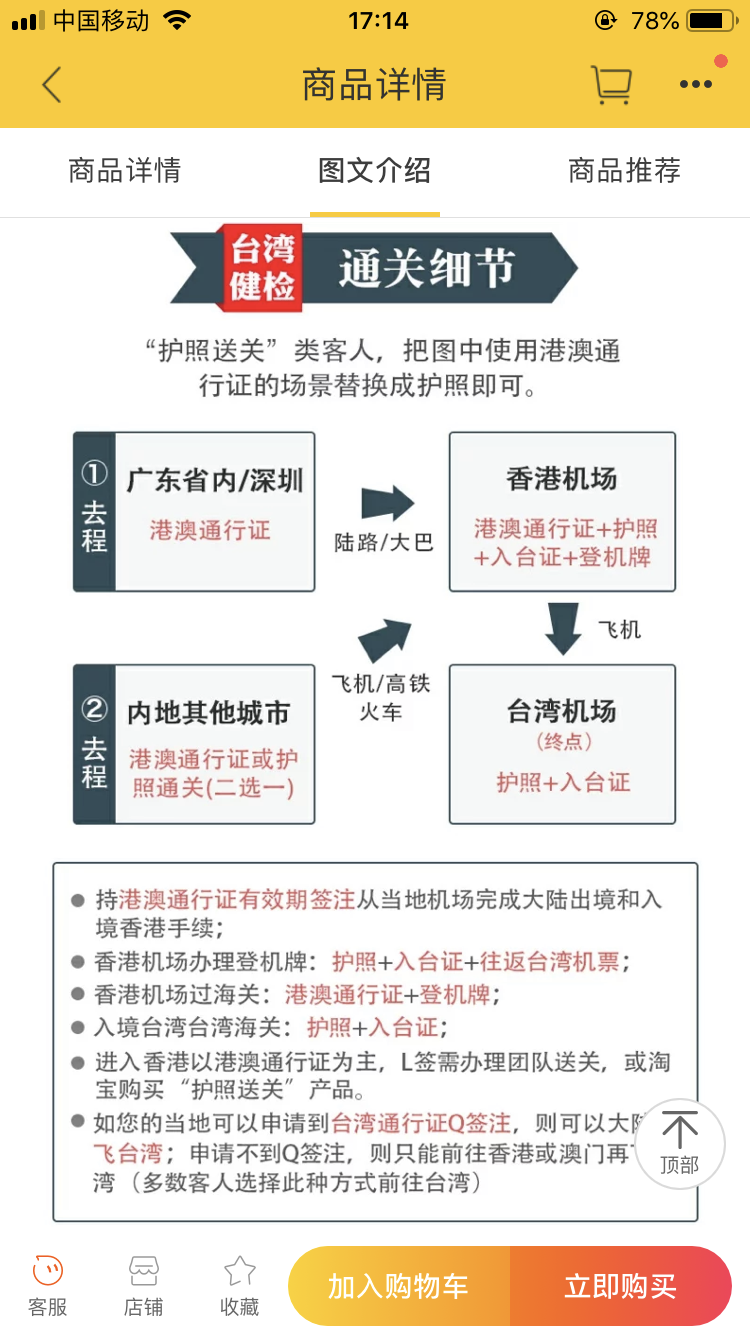 中国移动
17:14
78%
商品详情
商品详情
图文介绍
商品推荐
台湾
健检
通关细节
“护照送关”类客人，把图中使用港澳通
行证的场景替换成护照即可。
①去程
广东省内/深圳
港澳通行证
陆路/大巴
香港机场
港澳通行证+护照
+入台证+登机牌
飞机
②去程
内地其他城市
港澳通行证或护
照通关(二选一)
飞机/高铁
火车
台湾机场
（终点）
护照+入台证
持港澳通行证有效期签注从当地机场完成大陆出境和入
境香港手续；
香港机场办理登机牌：护照+入台证+往返台湾机票；
香港机场过海关：港澳通行证+登机牌；
入境台湾台湾海关：护照+入台证；
进入香港以港澳通行证为主，L签需办理团队送关，或淘
宝购买“护照送关”产品。
如您的当地可以申请到台湾通行证Q签注，则可以大
飞台湾；申请不到Q签注，则只能前往香港或澳门再
湾（多数客人选择此种方式前往台湾）
顶部
客服
店铺
收藏
加入购物车
立即购买